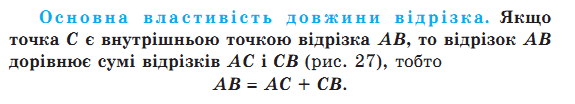 Основна властивість довжини відрізка. Якщо
точка C є внутрішньою точкою відрізка AB, то відрізок AB
дорівнює сумі відрізків AC і CB (рис. 27), тобто
AB = AC + CB.